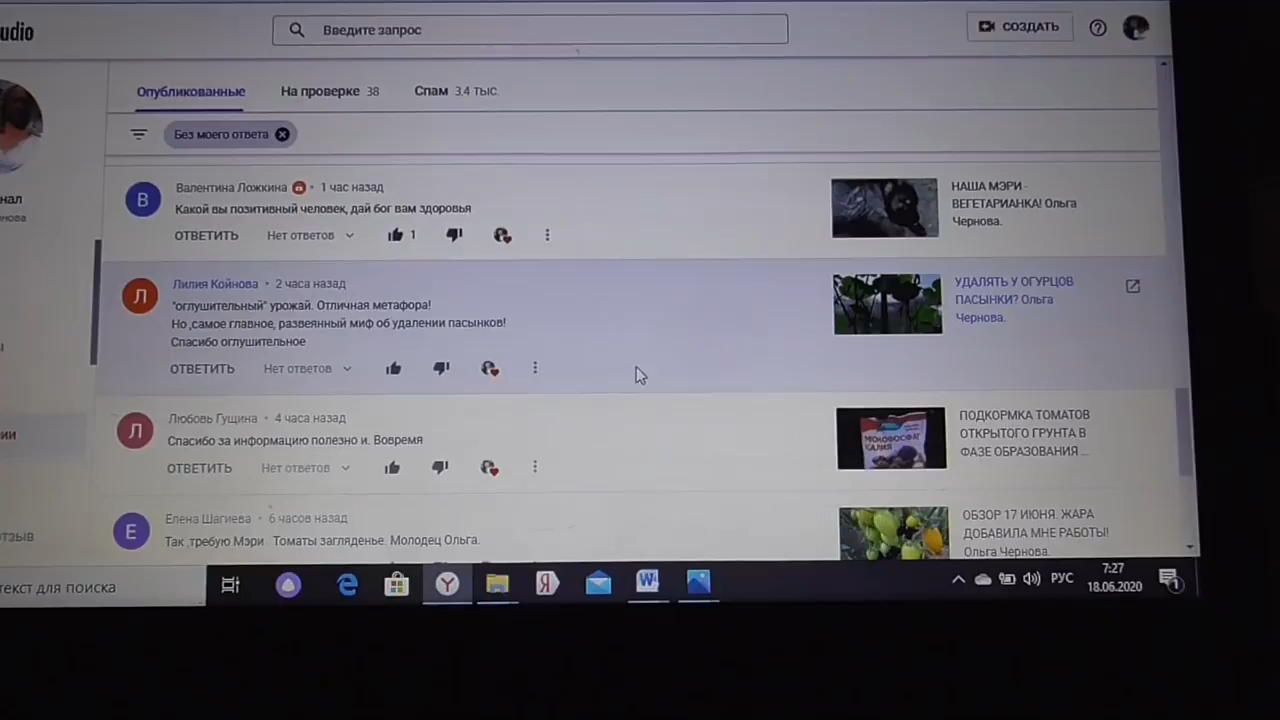 udio
Введите запрос
СОЗДАТЬ
Опубликованные
На проверке 38
Спам 3.4 тыс.
Без моего ответа
нал
нова
Валентина Ложкина • 1 час назад
Какой вы позитивный человек, дай бог вам здоровья
ОТВЕТИТЬ Нет ответов 1
НАША МЭРИ -
ВЕГЕТАРИАНКА! Ольга
Чернова.
Лилия Койнова • 2 часа назад
"оглушительный" урожай. Отличная метафора!
Но ,самое главное, развеянный миф об удалении пасынков!
Спасибо оглушительное
ОТВЕТИТЬ Нет ответов
УДАЛЯТЬ У ОГУРЦОВ
ПАСЫНКИ? Ольга
Чернова.
ы
ии
Любовь Гущина • 4 часа назад
Спасибо за информацию полезно и. Вовремя
ОТВЕТИТЬ Нет ответов
МОНОФОСФАТ
КАЛИЯ
ПОДКОРМКА ТОМАТОВ
ОТКРЫТОГО ГРУНТА В
ФАЗЕ ОБРАЗОВАНИЯ ...
тзыв
Елена Шагиева • 6 часов назад
Так ,требую Мэри . Томаты загляденье. Молодец Ольга.
ОБЗОР 17 ИЮНЯ. ЖАРА
ДОБАВИЛА МНЕ РАБОТЫ!
Ольга Чернова.
текст для поиска
РУС
7:27
18.06.2020
1